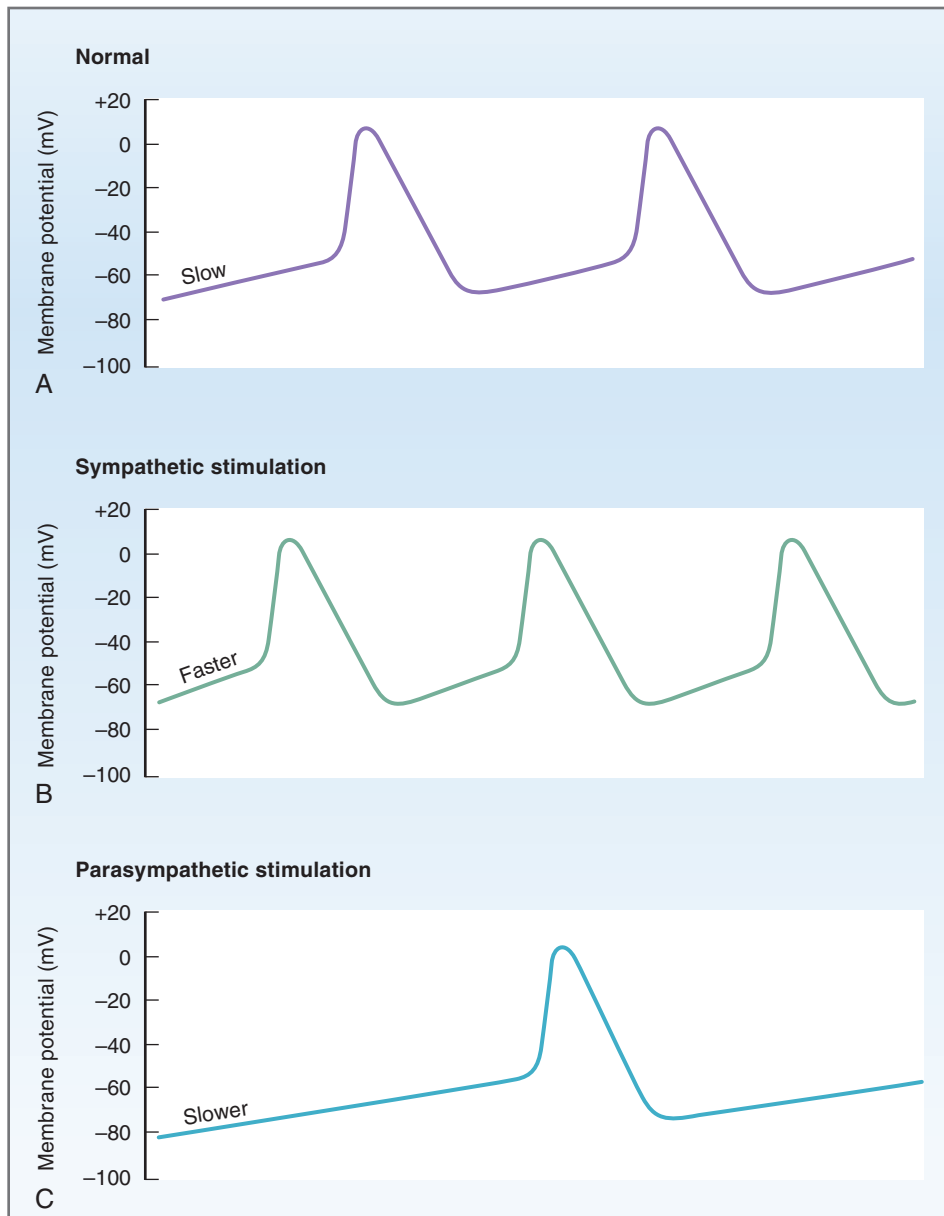 Normal
Membrane potential (mV)
+20
0
–20
–40
–60
–80
–100
Slow
A
Sympathetic stimulation
Membrane potential (mV)
+20
0
–20
–40
–60
–80
–100
Faster
B
Parasympathetic stimulation
Membrane potential (mV)
+20
0
–20
–40
–60
–80
–100
Slower
C